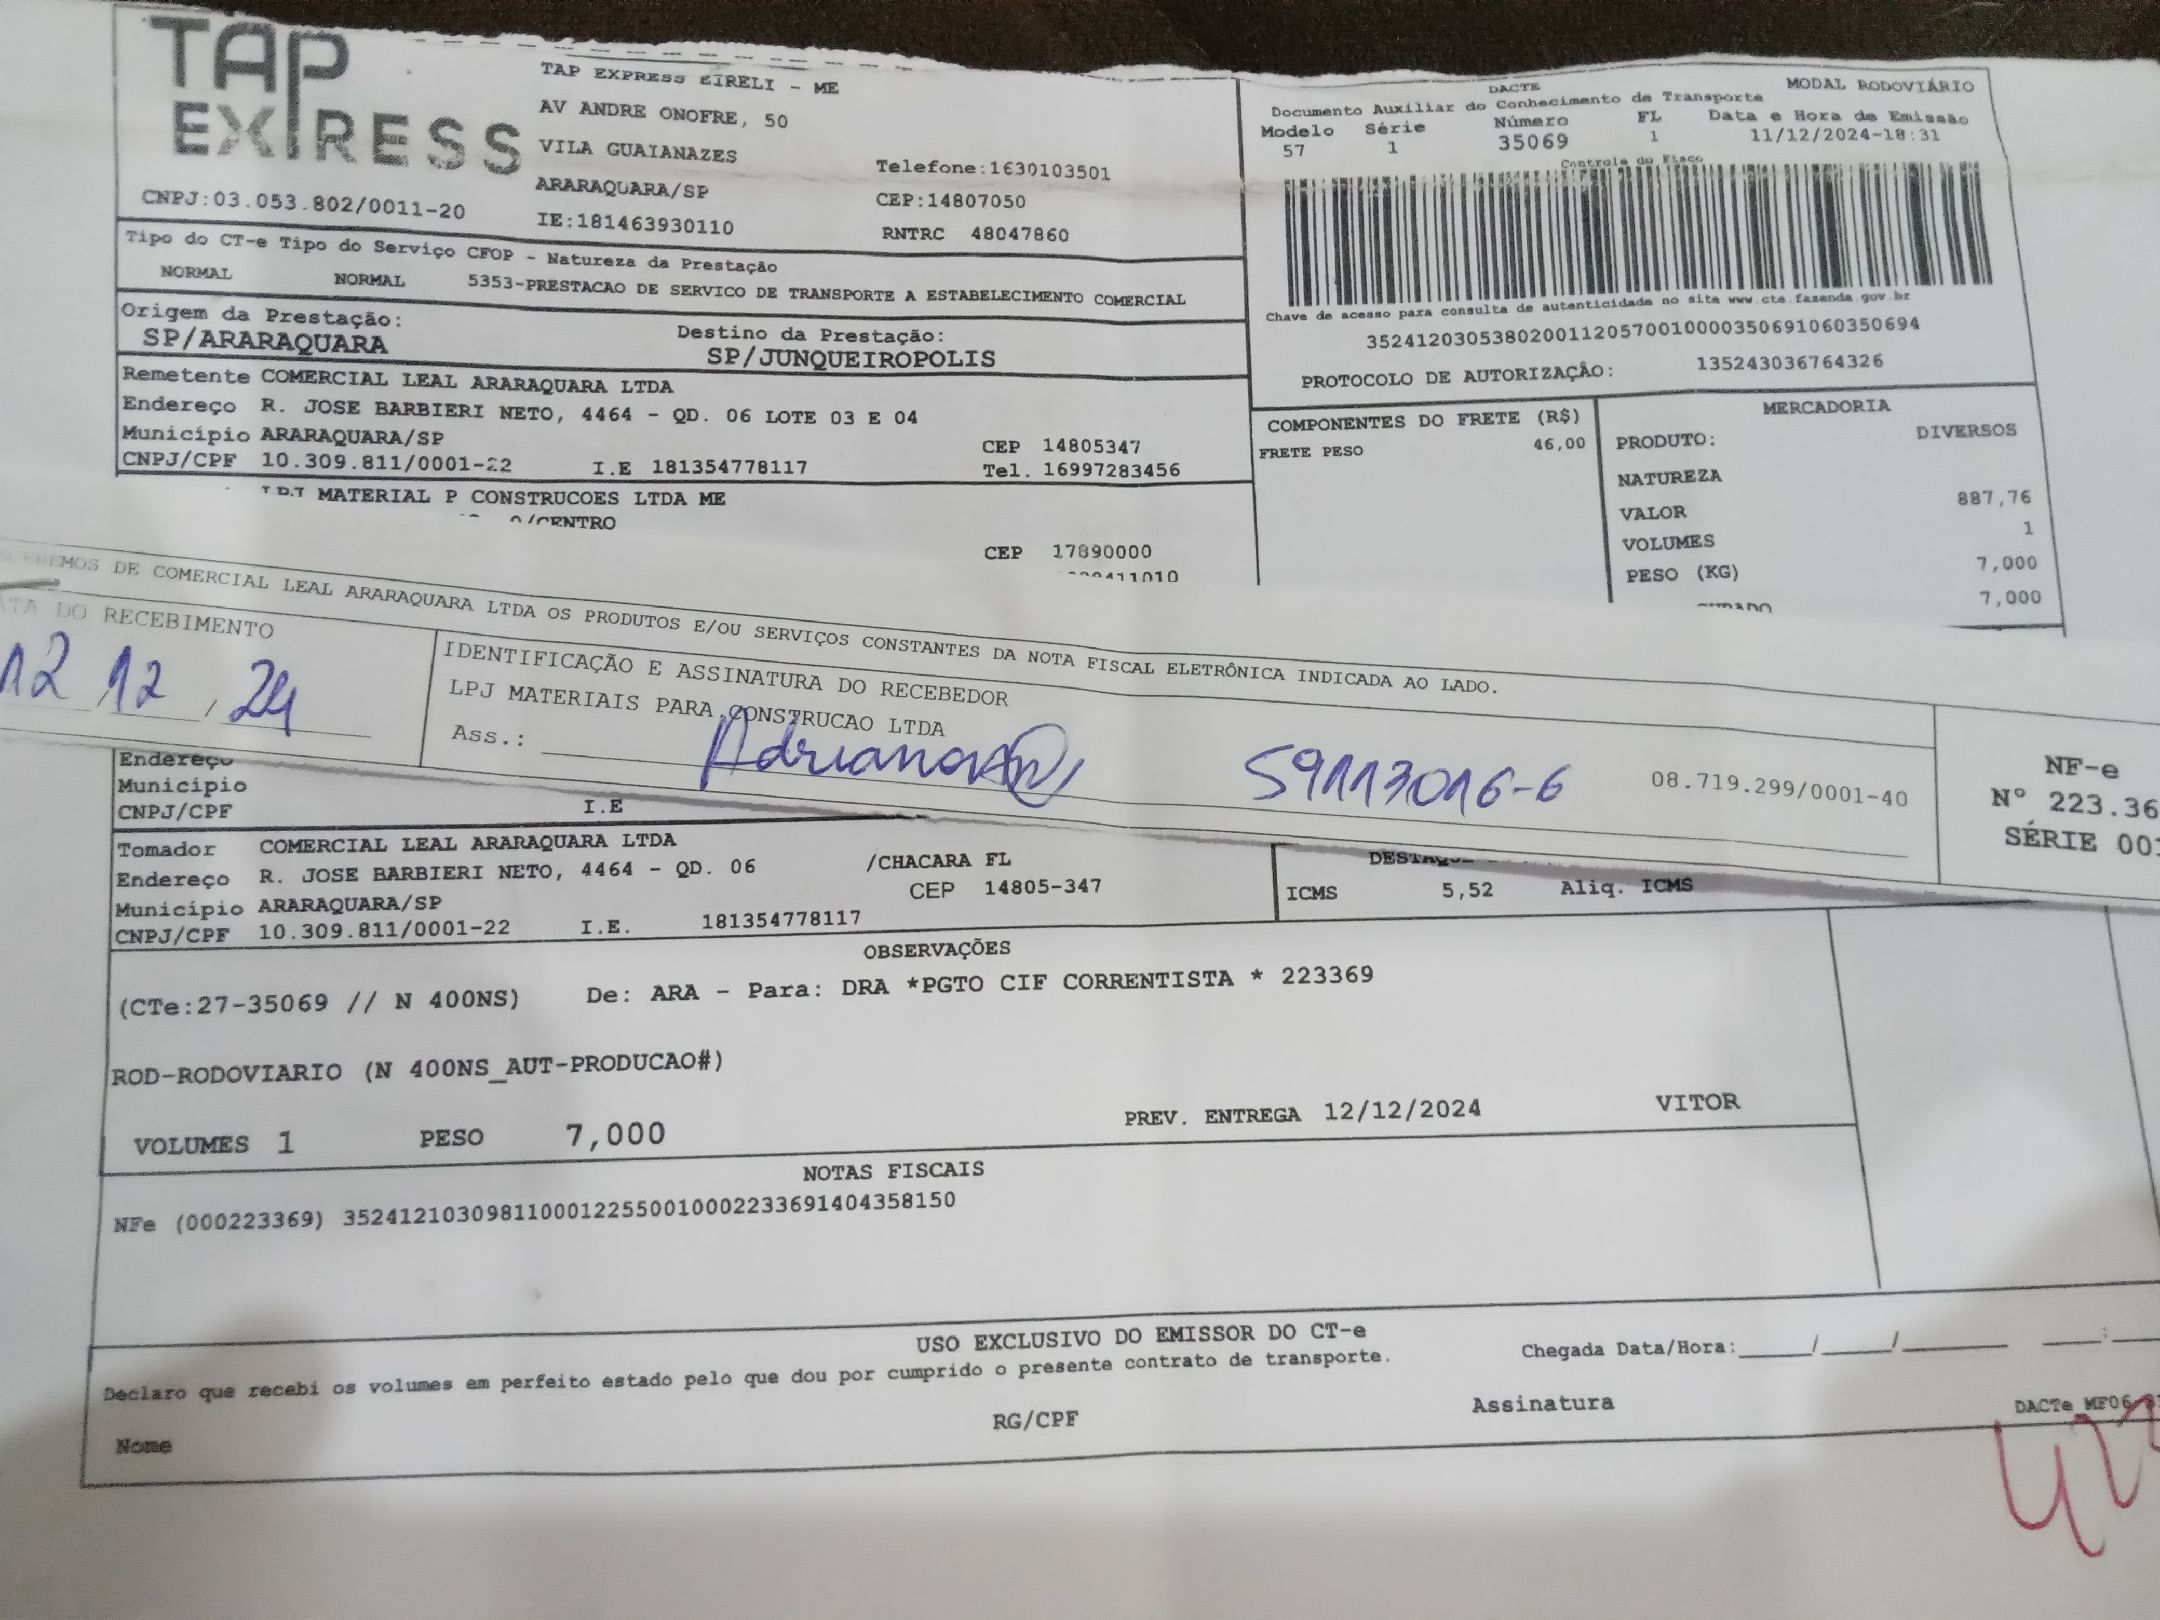 TAP EXPRESS
TAP EXPRESS EIRELI - ME
AV ANDRE ONOFRE, 50
VILA GUAIANAZES
Telefone:1630103501
ARARAQUARA/SP
CEP:14807050
CNPJ:03.053.802/0011-20
IE:181463930110
RNTRC 48047860
DACTE
MODAL RODOVIÁRIO
Documento Auxiliar do Conhecimento de Transporte
Modelo Série Número FL Data e Hora de Emissão
57 1 35069 1 11/12/2024-18:31
Controle do Fisco
Chave de acesso para consulta de autenticidade no site www.cte.fazenda.gov.br
35241203053802001120570010000350691060350694
PROTOCOLO DE AUTORIZAÇÂO: 135243036764326
Tipo do CT-e Tipo do Serviço CFOP - Natureza da Prestação
NORMAL NORMAL 5353-PRESTACAO DE SERVICO DE TRANSPORTE A ESTABELECIMENTO COMERCIAL
Origem da Prestação: Destino da Prestação:
SP/ARARAQUARA SP/JUNQUEIROPOLIS
Remetente COMERCIAL LEAL ARARAQUARA LTDA
Endereço R. JOSE BARBIERI NETO, 4464 - QD. 06 LOTE 03 E 04
Município ARARAQUARA/SP CEP 14805347
CNPJ/CPF 10.309.811/0001-22 I.E 181354778117 Tel. 16997283456
MATERIAL P CONSTRUCOES LTDA ME
/CENTRO
CEP 17890000
COMPONENTES DO FRETE (R$)
FRETE PESO 46,00
MERCADORIA
PRODUTO: DIVERSOS
NATUREZA
VALOR 887,76
VOLUMES 1
PESO (KG) 7,000
7,000
DE COMERCIAL LEAL ARARAQUARA LTDA OS PRODUTOS E/OU SERVIÇOS CONSTANTES DA NOTA FISCAL ELETRÔNICA INDICADA AO LADO.
DO RECEBIMENTO
12 / 12 / 24
IDENTIFICAÇÃO E ASSINATURA DO RECEBEDOR
LPJ MATERIAIS PARA CONSTRUCAO LTDA
Ass.: Adriano 59113016-6 08.719.299/0001-40
NF-e
Nº 223.36
SÉRIE 00
Endereço
Município
CNPJ/CPF I.E
Tomador COMERCIAL LEAL ARARAQUARA LTDA
Endereço R. JOSE BARBIERI NETO, 4464 - QD. 06 /CHACARA FL
Município ARARAQUARA/SP CEP 14805-347
CNPJ/CPF 10.309.811/0001-22 I.E. 181354778117
ICMS 5,52 Aliq. ICMS
OBSERVAÇÕES
(CTe:27-35069 // N 400NS) De: ARA - Para: DRA *PGTO CIF CORRENTISTA * 223369
ROD-RODOVIARIO (N 400NS_AUT-PRODUCAO#)
VOLUMES 1 PESO 7,000 PREV. ENTREGA 12/12/2024 VITOR
NOTAS FISCAIS
NFe (000223369) 35241210309811000122550010002233691404358150
USO EXCLUSIVO DO EMISSOR DO CT-e
Declaro que recebi os volumes em perfeito estado pelo que dou por cumprido o presente contrato de transporte.
Chegada Data/Hora:_____/_____/_______ ____:
Nome RG/CPF Assinatura
DACTe MF06